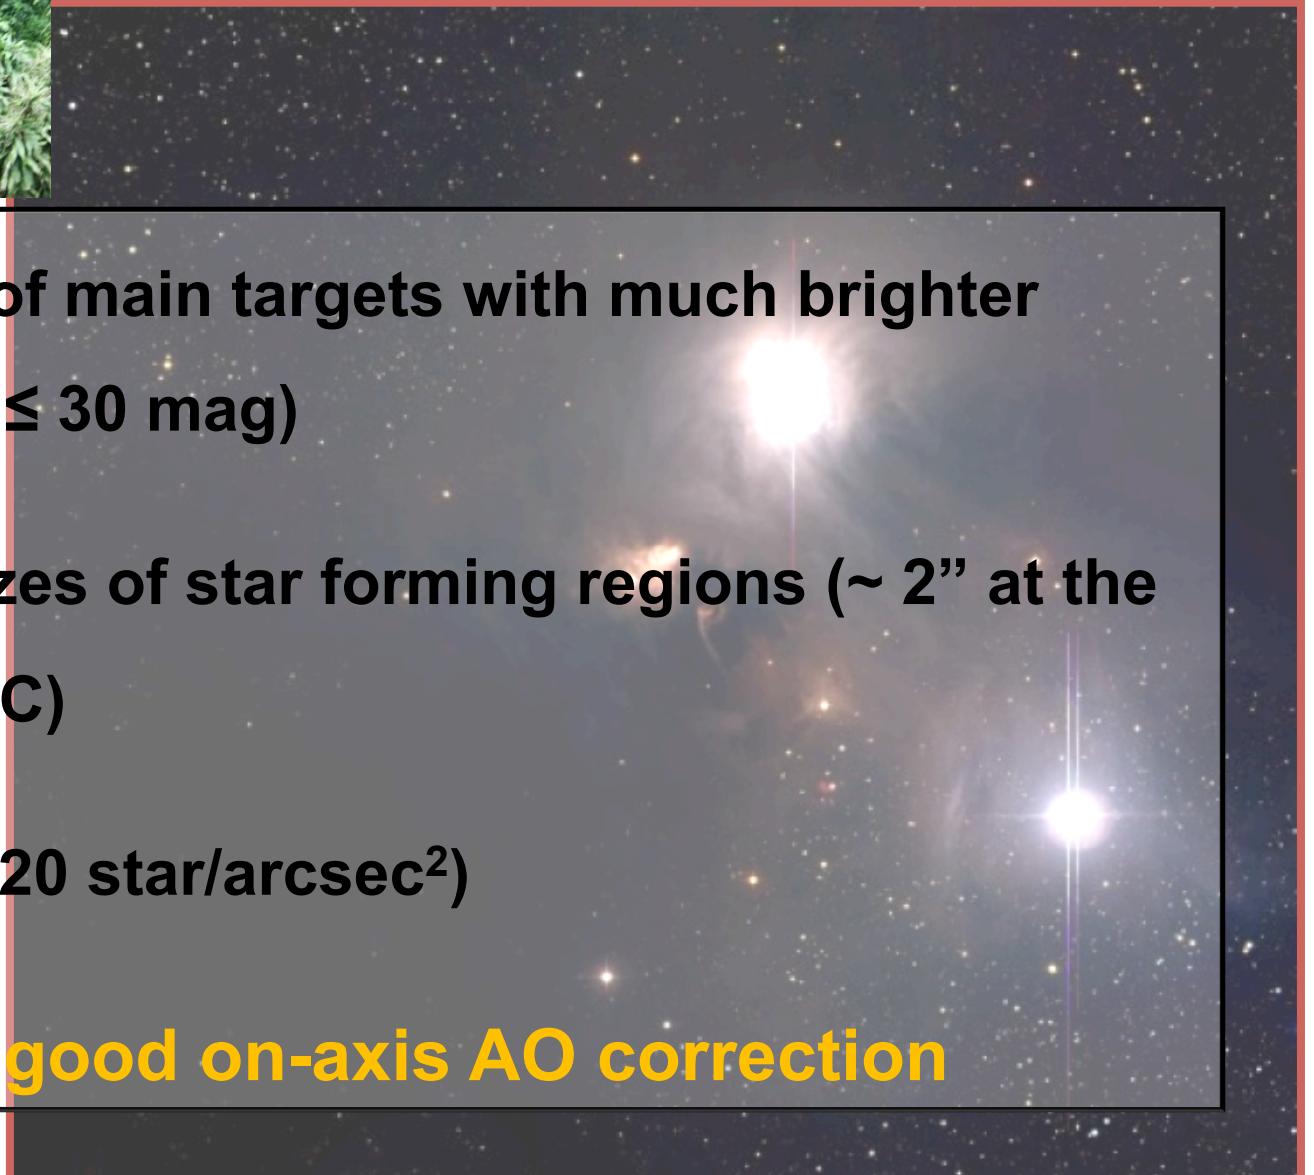 of main targets with much brighter
≤ 30 mag)
zes of star forming regions (~ 2” at the
C)
20 star/arcsec²)
good on-axis AO correction